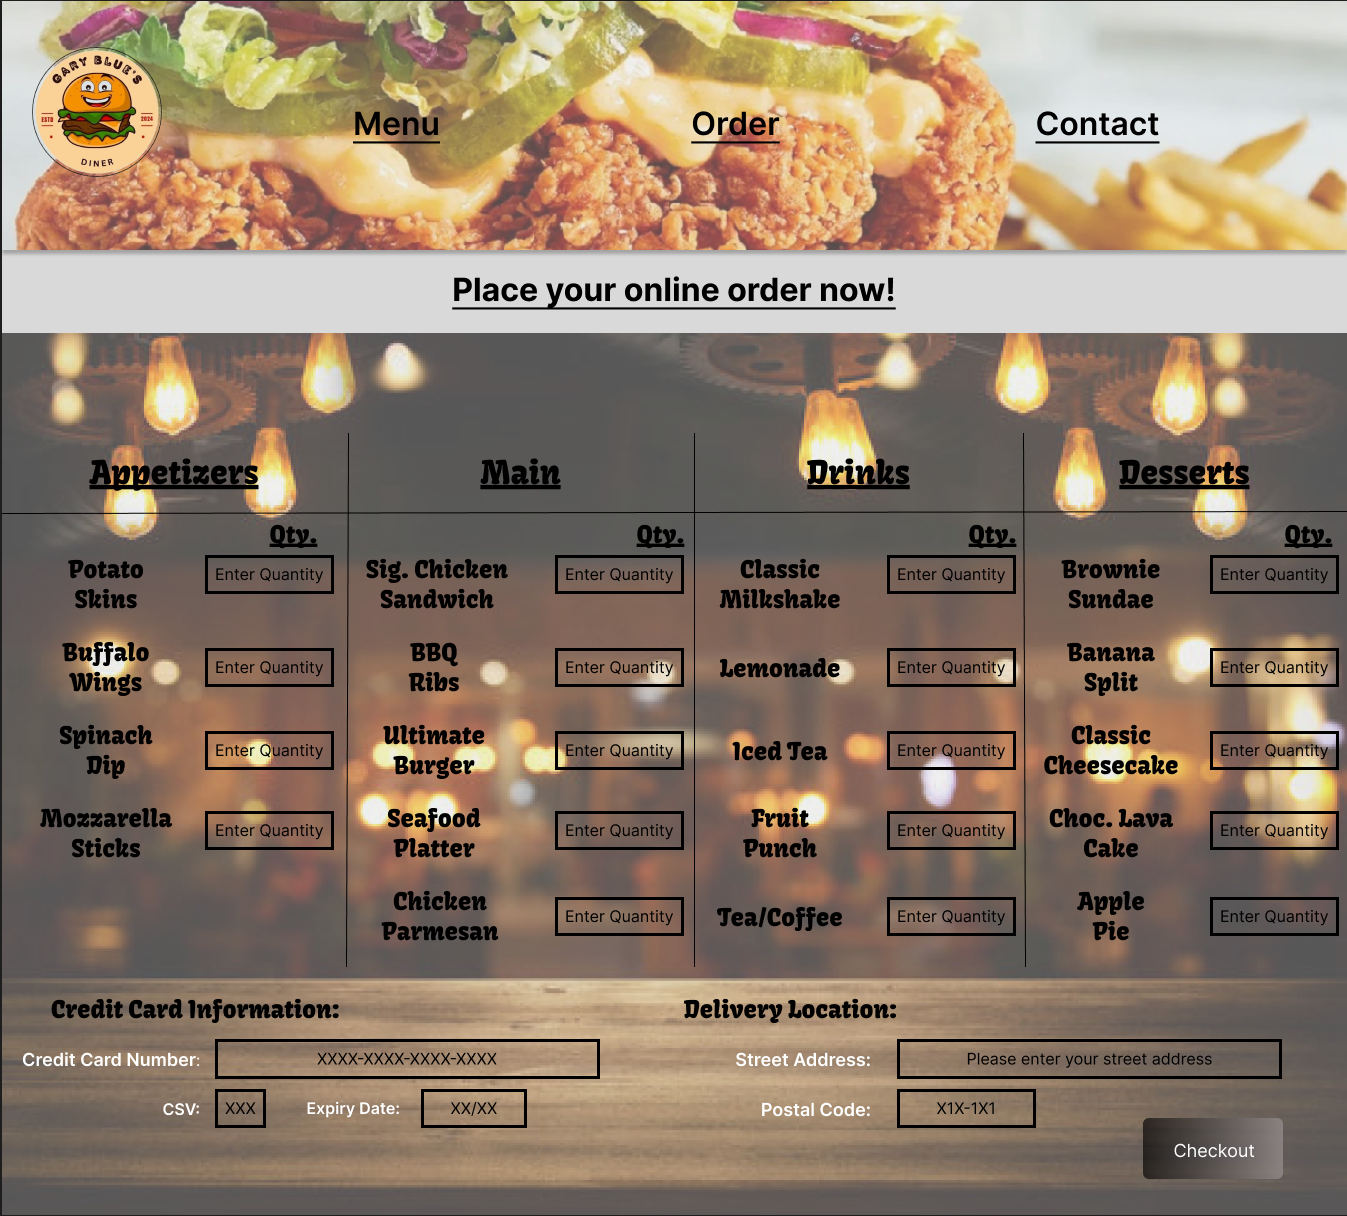 GARY BLUE'S
ESTD 2024
DINER
Menu Order Contact
Place your online order now!
Appetizers Main Drinks Desserts
Qty. Qty. Qty. Qty.
Potato Enter Quantity Sig. Chicken Enter Quantity Classic Enter Quantity Brownie Enter Quantity
Skins Sandwich Milkshake Sundae
Buffalo BBQ Banana
Enter Quantity Enter Quantity Lemonade Enter Quantity Enter Quantity
Wings Ribs Split
Spinach Ultimate Classic
Enter Quantity Enter Quantity Iced Tea Enter Quantity Enter Quantity
Dip Burger Cheesecake
Mozzarella Enter Quantity Seafood Enter Quantity Fruit Enter Quantity Choc. Lava Enter Quantity
Sticks Platter Punch Cake
Chicken Apple
Enter Quantity Tea/Coffee Enter Quantity Enter Quantity
Parmesan Pie
Credit Card Information: Delivery Location:
Credit Card Number: XXXX-XXXX-XXXX-XXXX Street Address: Please enter your street address
CSV: XXX Expiry Date: XX/XX Postal Code: X1X-1X1
Checkout